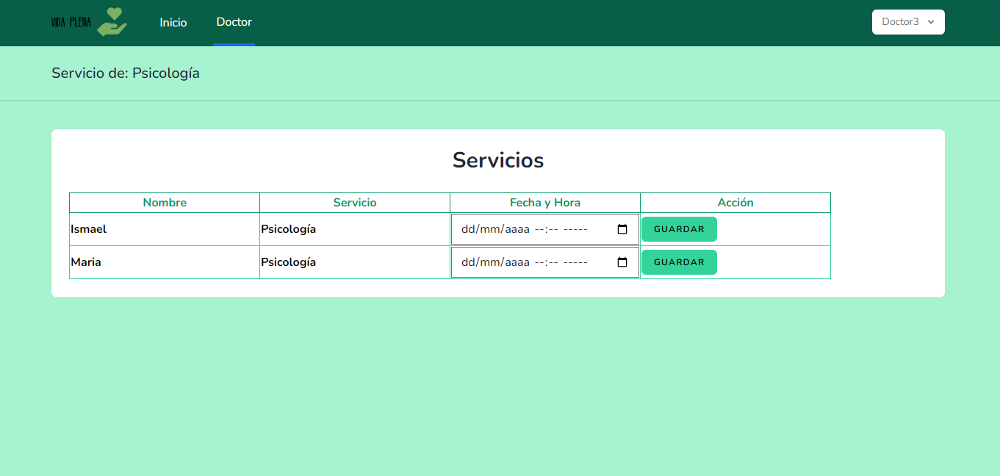 VIDA PLENA Inicio Doctor Doctor3
Servicio de: Psicología
Servicios
Nombre Servicio Fecha y Hora Acción
Ismael Psicología dd/mm/aaaa --:-- ----- GUARDAR
Maria Psicología dd/mm/aaaa --:-- ----- GUARDAR